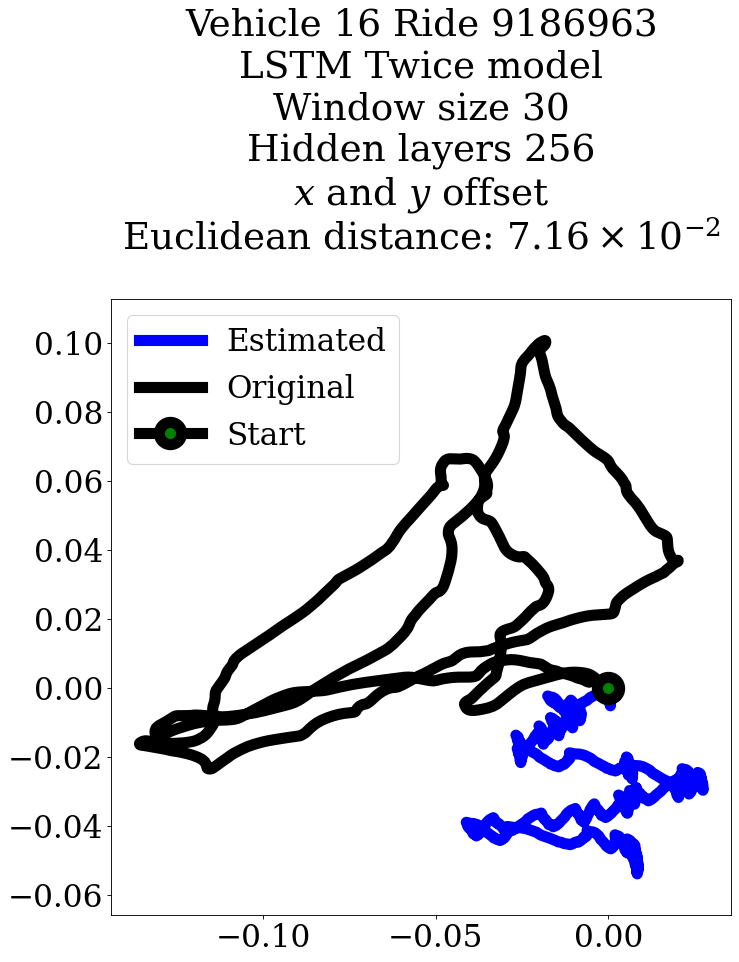 Vehicle 16 Ride 9186963
LSTM Twice model
Window size 30
Hidden layers 256
x and y offset
Euclidean distance: 7.16 × 10⁻²
Estimated
Original
Start
0.10
0.08
0.06
0.04
0.02
0.00
−0.02
−0.04
−0.06
−0.10
−0.05
0.00